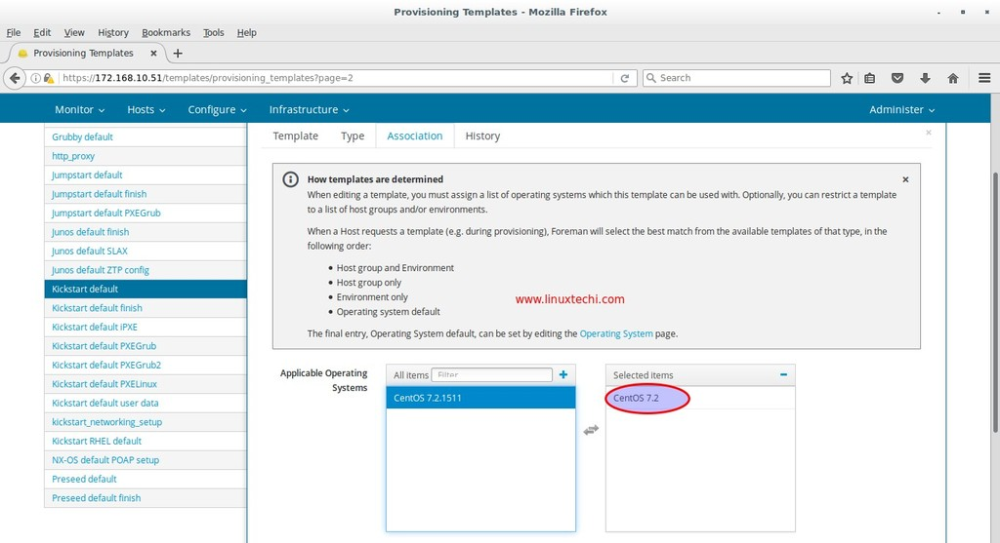 Provisioning Templates - Mozilla Firefox
File Edit View History Bookmarks Tools Help
Provisioning Templates
https://172.168.10.51/templates/provisioning_templates?page=2
Search
Monitor Hosts Configure Infrastructure Administer
Grubby default
http_proxy
Jumpstart default
Jumpstart default finish
Jumpstart default PXEGrub
Junos default finish
Junos default SLAX
Junos default ZTP config
Kickstart default
Kickstart default finish
Kickstart default iPXE
Kickstart default PXEGrub
Kickstart default PXEGrub2
Kickstart default PXELinux
Kickstart default user data
kickstart_networking_setup
Kickstart RHEL default
NX-OS default POAP setup
Preseed default
Preseed default finish
Template Type Association History
How templates are determined
When editing a template, you must assign a list of operating systems which this template can be used with. Optionally, you can restrict a template
to a list of host groups and/or environments.
When a Host requests a template (e.g. during provisioning), Foreman will select the best match from the available templates of that type, in the
following order:
• Host group and Environment
• Host group only
• Environment only
• Operating system default
www.linuxtechi.com
The final entry, Operating System default, can be set by editing the Operating System page.
Applicable Operating
Systems
All items Filter
CentOS 7.2.1511
Selected items
CentOS 7.2